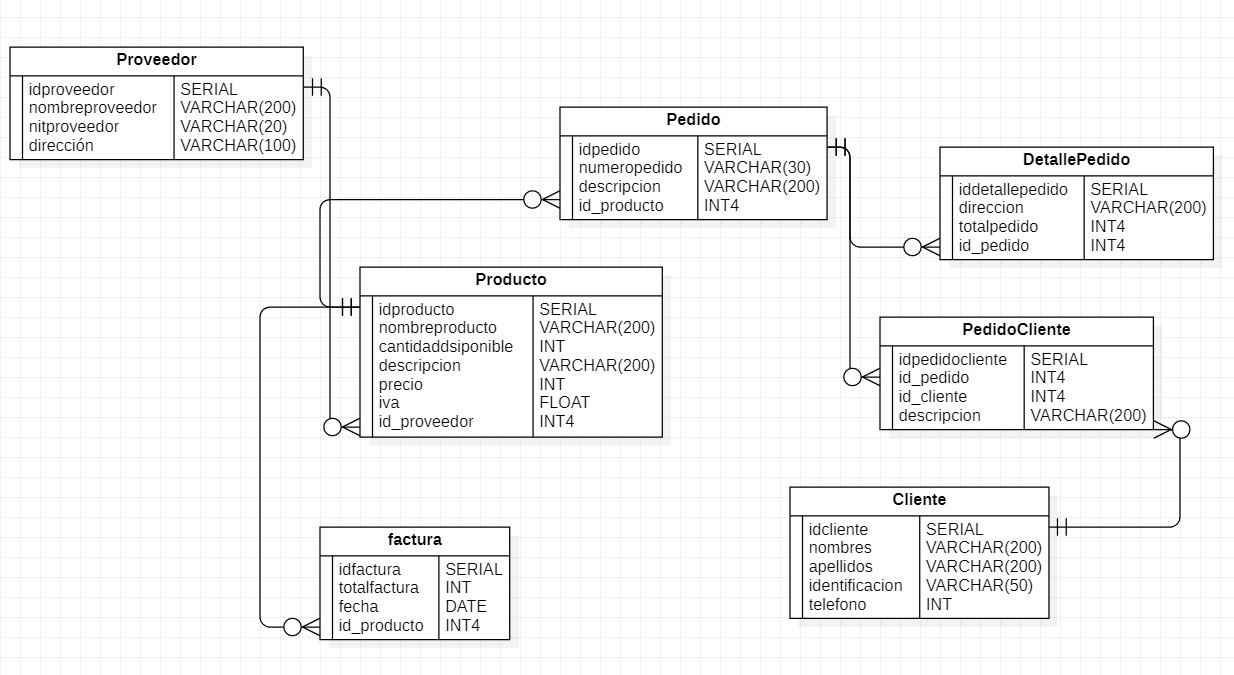 Proveedor
idproveedor SERIAL
nombreproveedor VARCHAR(200)
nitproveedor VARCHAR(20)
dirección VARCHAR(100)
Pedido
idpedido SERIAL
numeropedido VARCHAR(30)
descripcion VARCHAR(200)
id_producto INT4
DetallePedido
iddetallepedido SERIAL
direccion VARCHAR(200)
totalpedido INT4
id_pedido INT4
Producto
idproducto SERIAL
nombreproducto VARCHAR(200)
cantidaddsiponible INT
descripcion VARCHAR(200)
precio INT
iva FLOAT
id_proveedor INT4
PedidoCliente
idpedidocliente SERIAL
id_pedido INT4
id_cliente INT4
descripcion VARCHAR(200)
Cliente
idcliente SERIAL
nombres VARCHAR(200)
apellidos VARCHAR(200)
identificacion VARCHAR(50)
telefono INT
factura
idfactura SERIAL
totalfactura INT
fecha DATE
id_producto INT4